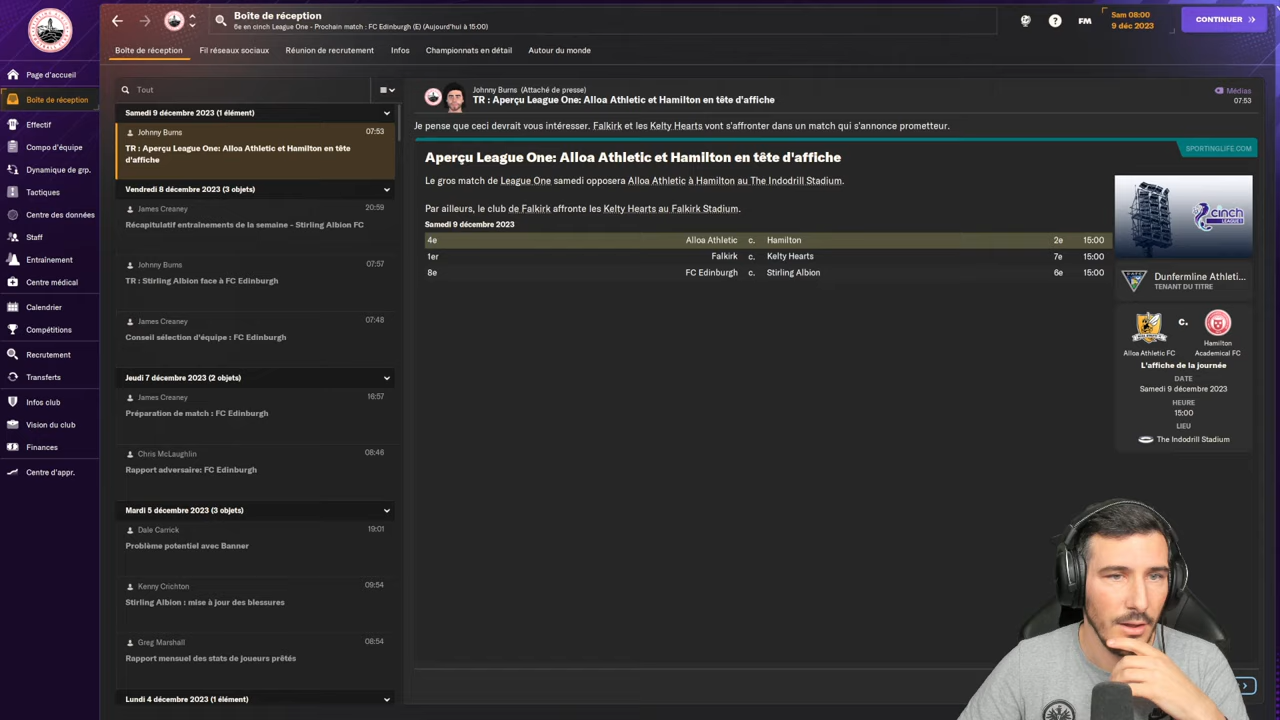 Boîte de réception
6e en cinch League One - Prochain match : FC Edinburgh (E) (Aujourd'hui à 15:00)
FM
Sam 08:00
9 déc 2023
CONTINUER
Boîte de réception
Fil réseaux sociaux
Réunion de recrutement
Infos
Championnats en détail
Autour du monde
Page d'accueil
Boîte de réception
Effectif
Compo d'équipe
Dynamique de grp.
Tactiques
Centre des données
Staff
Entraînement
Centre médical
Calendrier
Compétitions
Recrutement
Transferts
Infos club
Vision du club
Finances
Centre d'appr.
Tout
Samedi 9 décembre 2023 (1 élément)
Johnny Burns 07:53
TR : Aperçu League One: Alloa Athletic et Hamilton en tête
d'affiche
Vendredi 8 décembre 2023 (3 objets)
James Creaney 20:59
Récapitulatif entraînements de la semaine - Stirling Albion FC
Johnny Burns 07:57
TR : Stirling Albion face à FC Edinburgh
James Creaney 07:48
Conseil sélection d'équipe : FC Edinburgh
Jeudi 7 décembre 2023 (2 objets)
James Creaney 16:57
Préparation de match : FC Edinburgh
Chris McLaughlin 08:46
Rapport adversaire: FC Edinburgh
Mardi 5 décembre 2023 (3 objets)
Dale Carrick 19:01
Problème potentiel avec Banner
Kenny Crichton 09:54
Stirling Albion : mise à jour des blessures
Greg Marshall 08:54
Rapport mensuel des stats de joueurs prêtés
Lundi 4 décembre 2023 (1 élément)
Johnny Burns (Attaché de presse)
TR : Aperçu League One: Alloa Athletic et Hamilton en tête d'affiche
Médias
07:53
Je pense que ceci devrait vous intéresser. Falkirk et les Kelty Hearts vont s'affronter dans un match qui s'annonce prometteur.
SPORTINGLIFE.COM
Aperçu League One: Alloa Athletic et Hamilton en tête d'affiche
Le gros match de League One samedi opposera Alloa Athletic à Hamilton au The Indodrill Stadium.
Par ailleurs, le club de Falkirk affronte les Kelty Hearts au Falkirk Stadium.
Samedi 9 décembre 2023
4e Alloa Athletic c. Hamilton 2e 15:00
1er Falkirk c. Kelty Hearts 7e 15:00
8e FC Edinburgh c. Stirling Albion 6e 15:00
cinch
LEAGUE 1
Dunfermline Athleti...
TENANT DU TITRE
c.
Alloa Athletic FC
Hamilton
Academical FC
L'affiche de la journée
DATE
Samedi 9 décembre 2023
HEURE
15:00
LIEU
The Indodrill Stadium